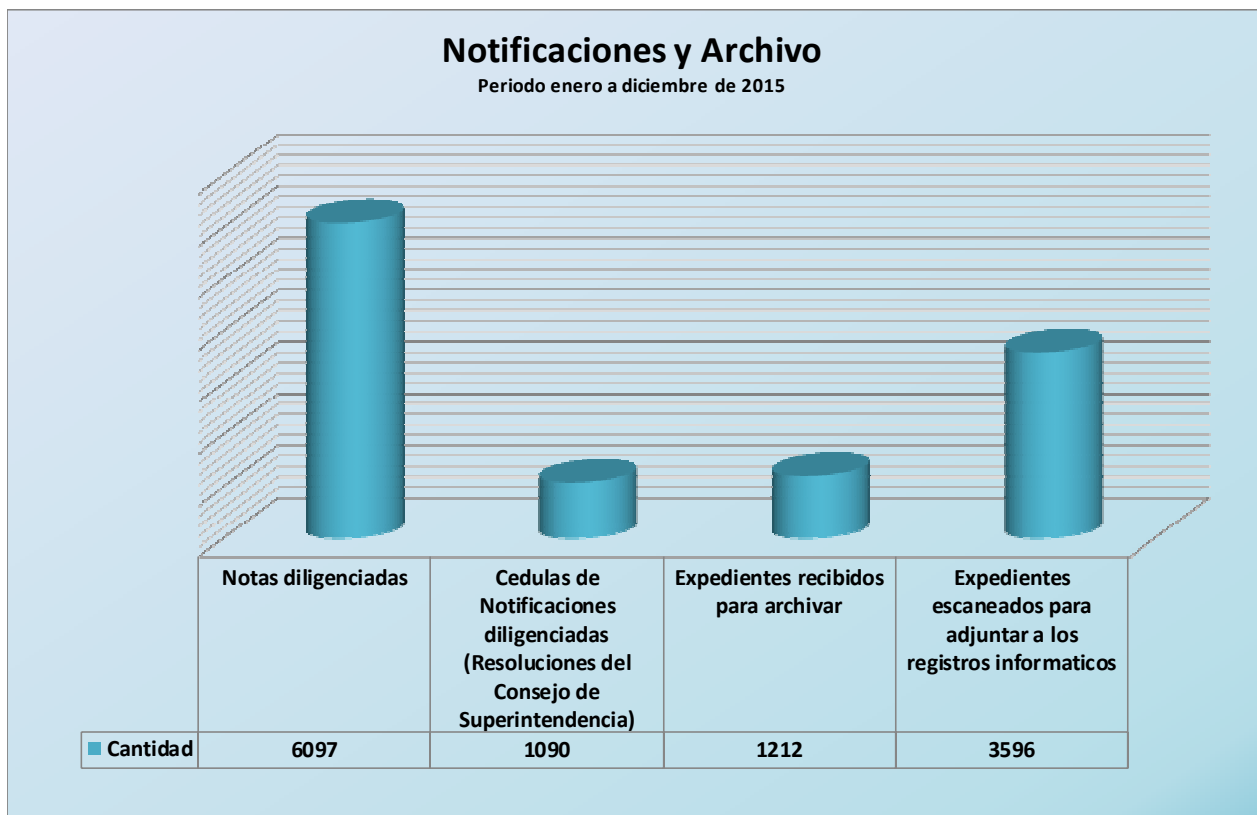 Notificaciones y Archivo
Periodo enero a diciembre de 2015
Notas diligenciadas
Cedulas de
Notificaciones
diligenciadas
(Resoluciones del
Consejo de
Superintendencia)
Expedientes recibidos
para archivar
Expedientes
escaneados para
adjuntar a los
registros informaticos
Cantidad 6097 1090 1212 3596